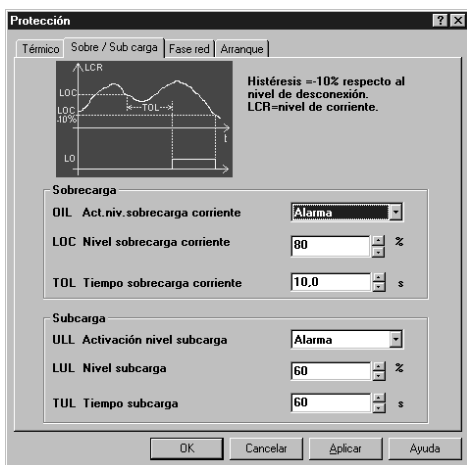 Protección
Térmico Sobre / Sub carga Fase red Arranque
LCR
LOC
TOL
LOC
-10%
t
LO
Histéresis =-10% respecto al
nivel de desconexión.
LCR=nivel de corriente.
Sobrecarga
OIL Act.niv.sobrecarga corriente Alarma
LOC Nivel sobrecarga corriente 80 %
TOL Tiempo sobrecarga corriente 10,0 s
Subcarga
ULL Activación nivel subcarga Alarma
LUL Nivel subcarga 60 %
TUL Tiempo subcarga 60 s
OK Cancelar Aplicar Ayuda